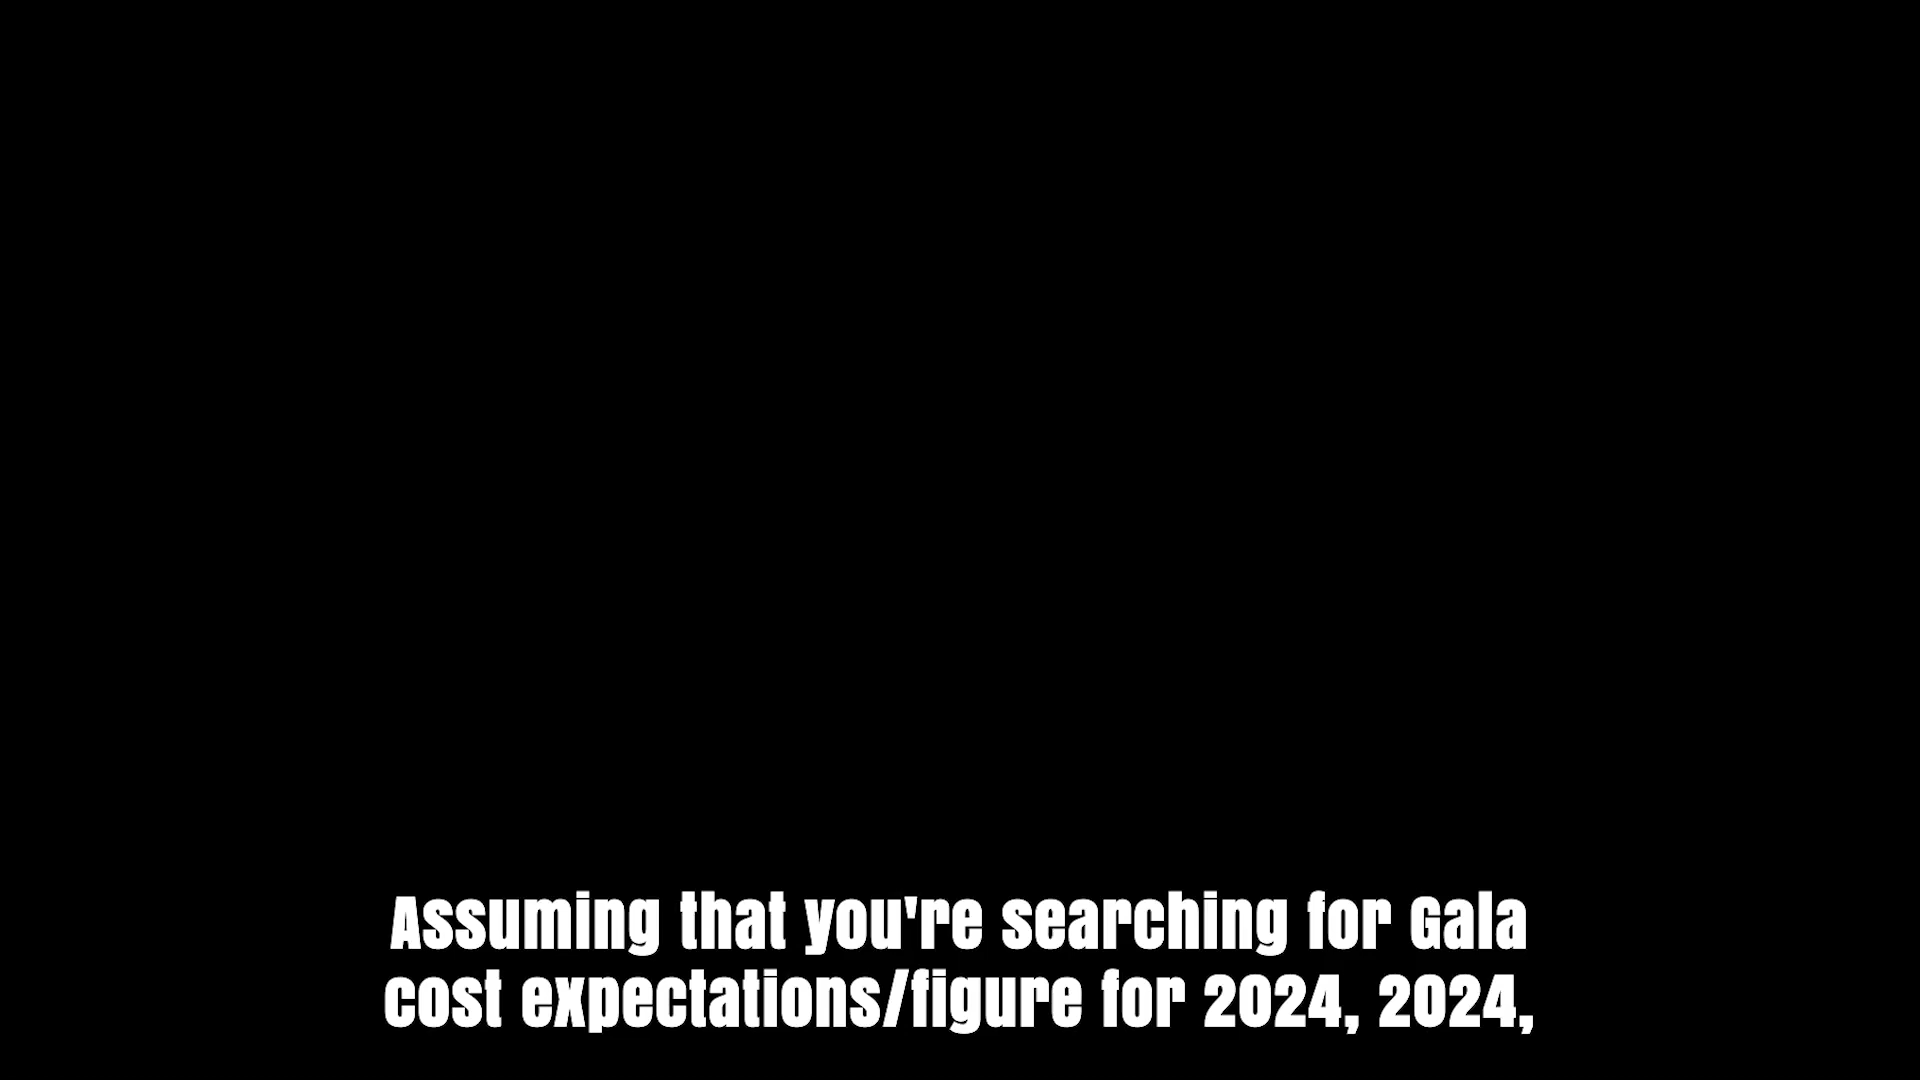 Assuming that you're searching for Gala
cost expectations/figure for 2024, 2024,